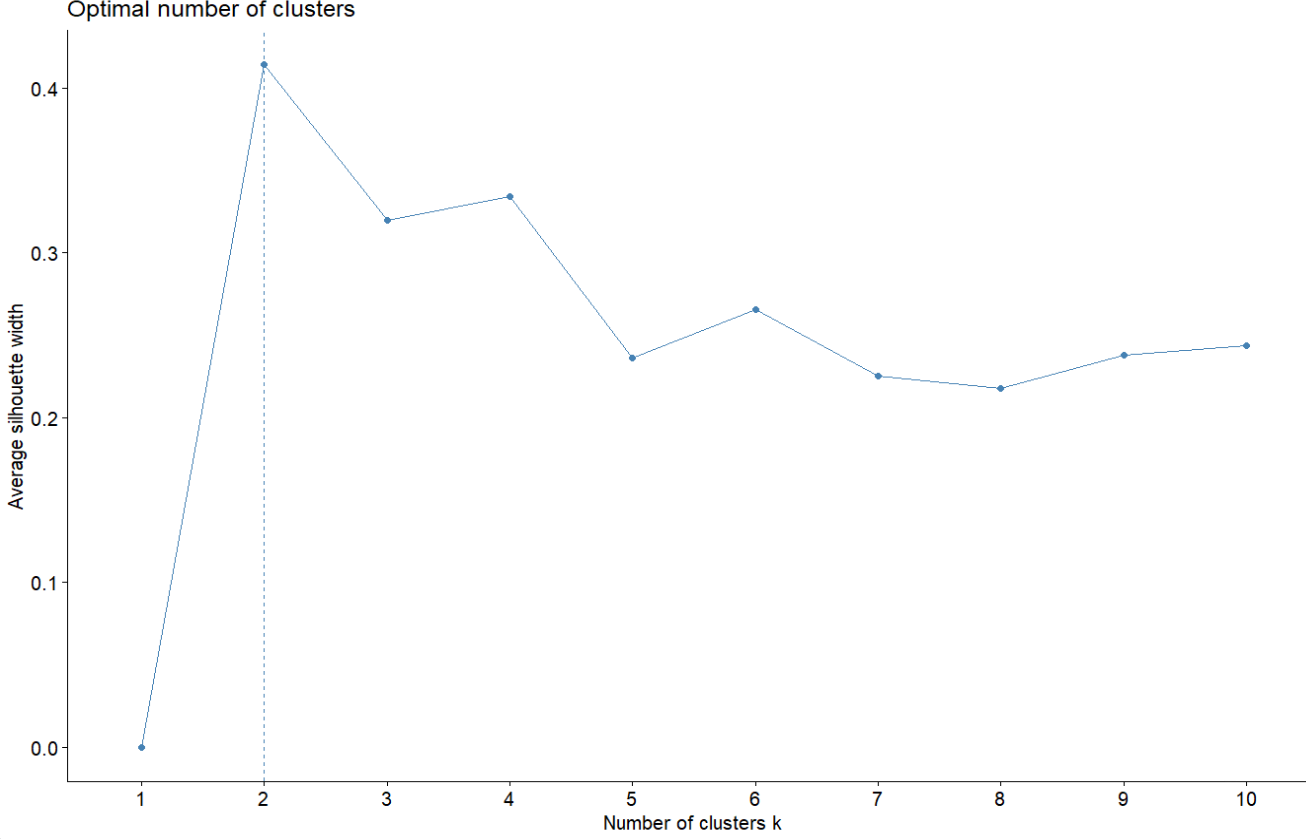 Optimal number of clusters
0.4
0.3
0.2
0.1
0.0
Average silhouette width
1 2 3 4 5 6 7 8 9 10
Number of clusters k